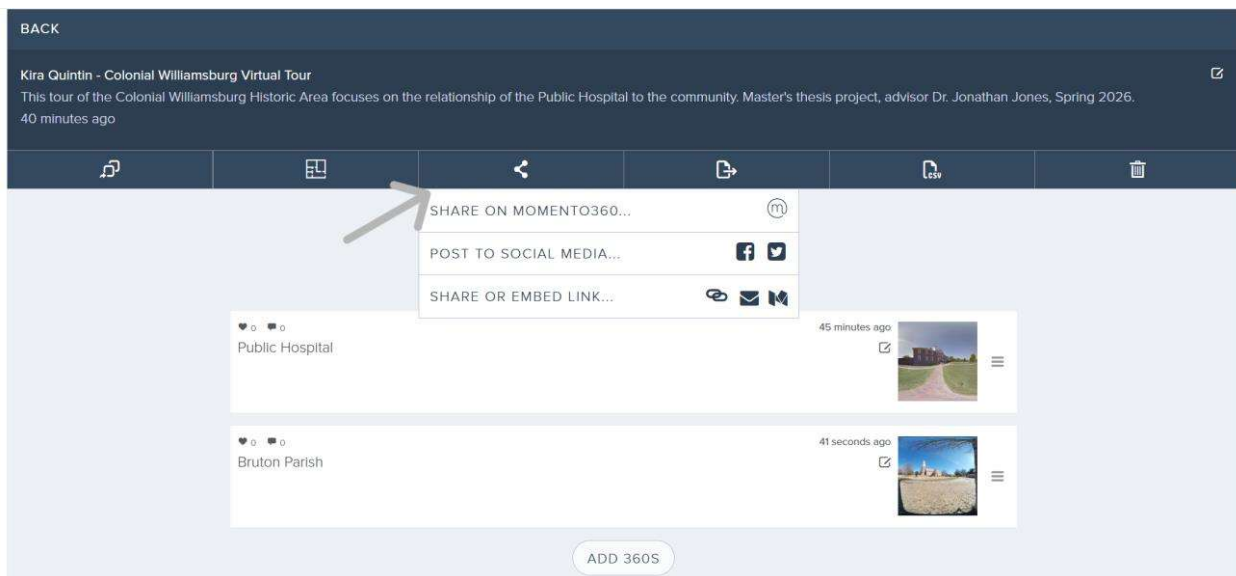 BACK
Kira Quintin - Colonial Williamsburg Virtual Tour
This tour of the Colonial Williamsburg Historic Area focuses on the relationship of the Public Hospital to the community. Master's thesis project, advisor Dr. Jonathan Jones, Spring 2026.
40 minutes ago
csv
SHARE ON MOMENTO360...
m
POST TO SOCIAL MEDIA...
SHARE OR EMBED LINK...
0 0
45 minutes ago
Public Hospital
0 0
41 seconds ago
Bruton Parish
ADD 360S